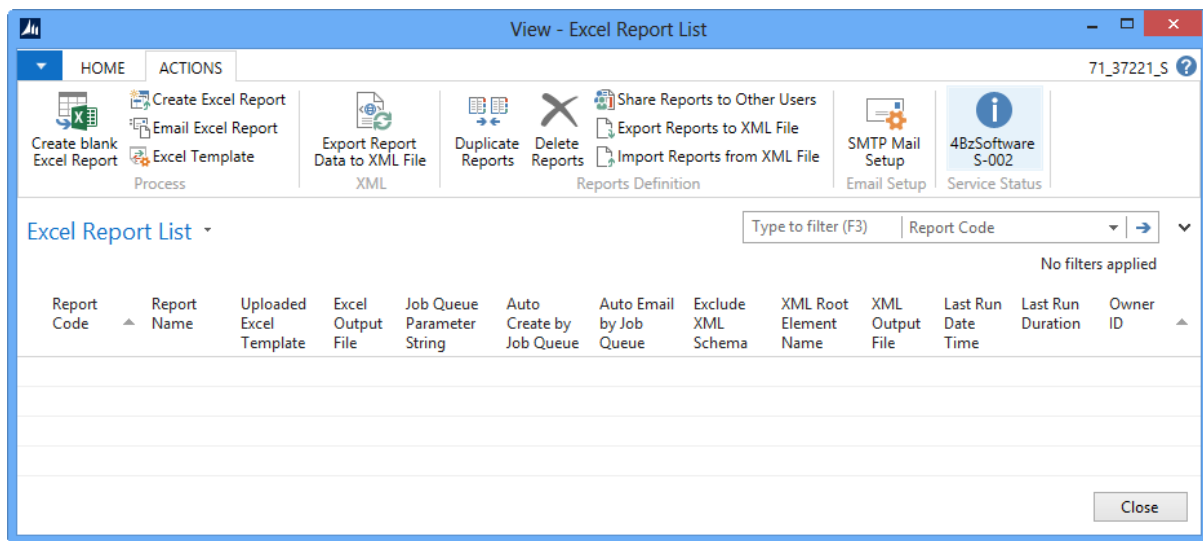 View - Excel Report List
HOME ACTIONS 71_37221_S
Create blank
Excel Report
Create Excel Report
Email Excel Report
Excel Template
Process
Export Report
Data to XML File
XML
Duplicate
Reports
Delete
Reports
Share Reports to Other Users
Export Reports to XML File
Import Reports from XML File
Reports Definition
SMTP Mail
Setup
Email Setup
4BzSoftware
S-002
Service Status
Excel Report List
Type to filter (F3) Report Code
No filters applied
Report
Code
Report
Name
Uploaded
Excel
Template
Excel
Output
File
Job Queue
Parameter
String
Auto
Create by
Job Queue
Auto Email
by Job
Queue
Exclude
XML
Schema
XML Root
Element
Name
XML
Output
File
Last Run
Date
Time
Last Run
Duration
Owner
ID
Close